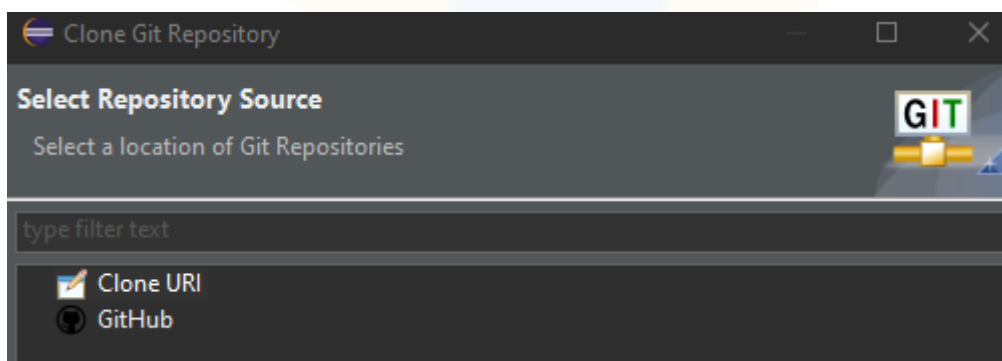 Clone Git Repository
Select Repository Source
Select a location of Git Repositories
GIT
type filter text
Clone URI
GitHub